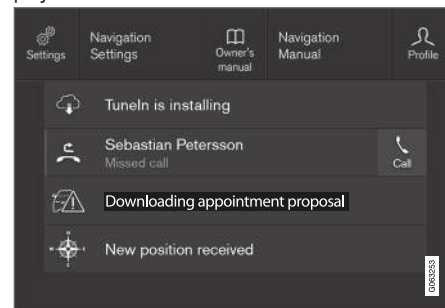 Settings
Navigation
Settings
Owner's
manual
Navigation
Manual
Profile
TuneIn is installing
Sebastian Petersson
Missed call
Call
Downloading appointment proposal
New position received
G063253